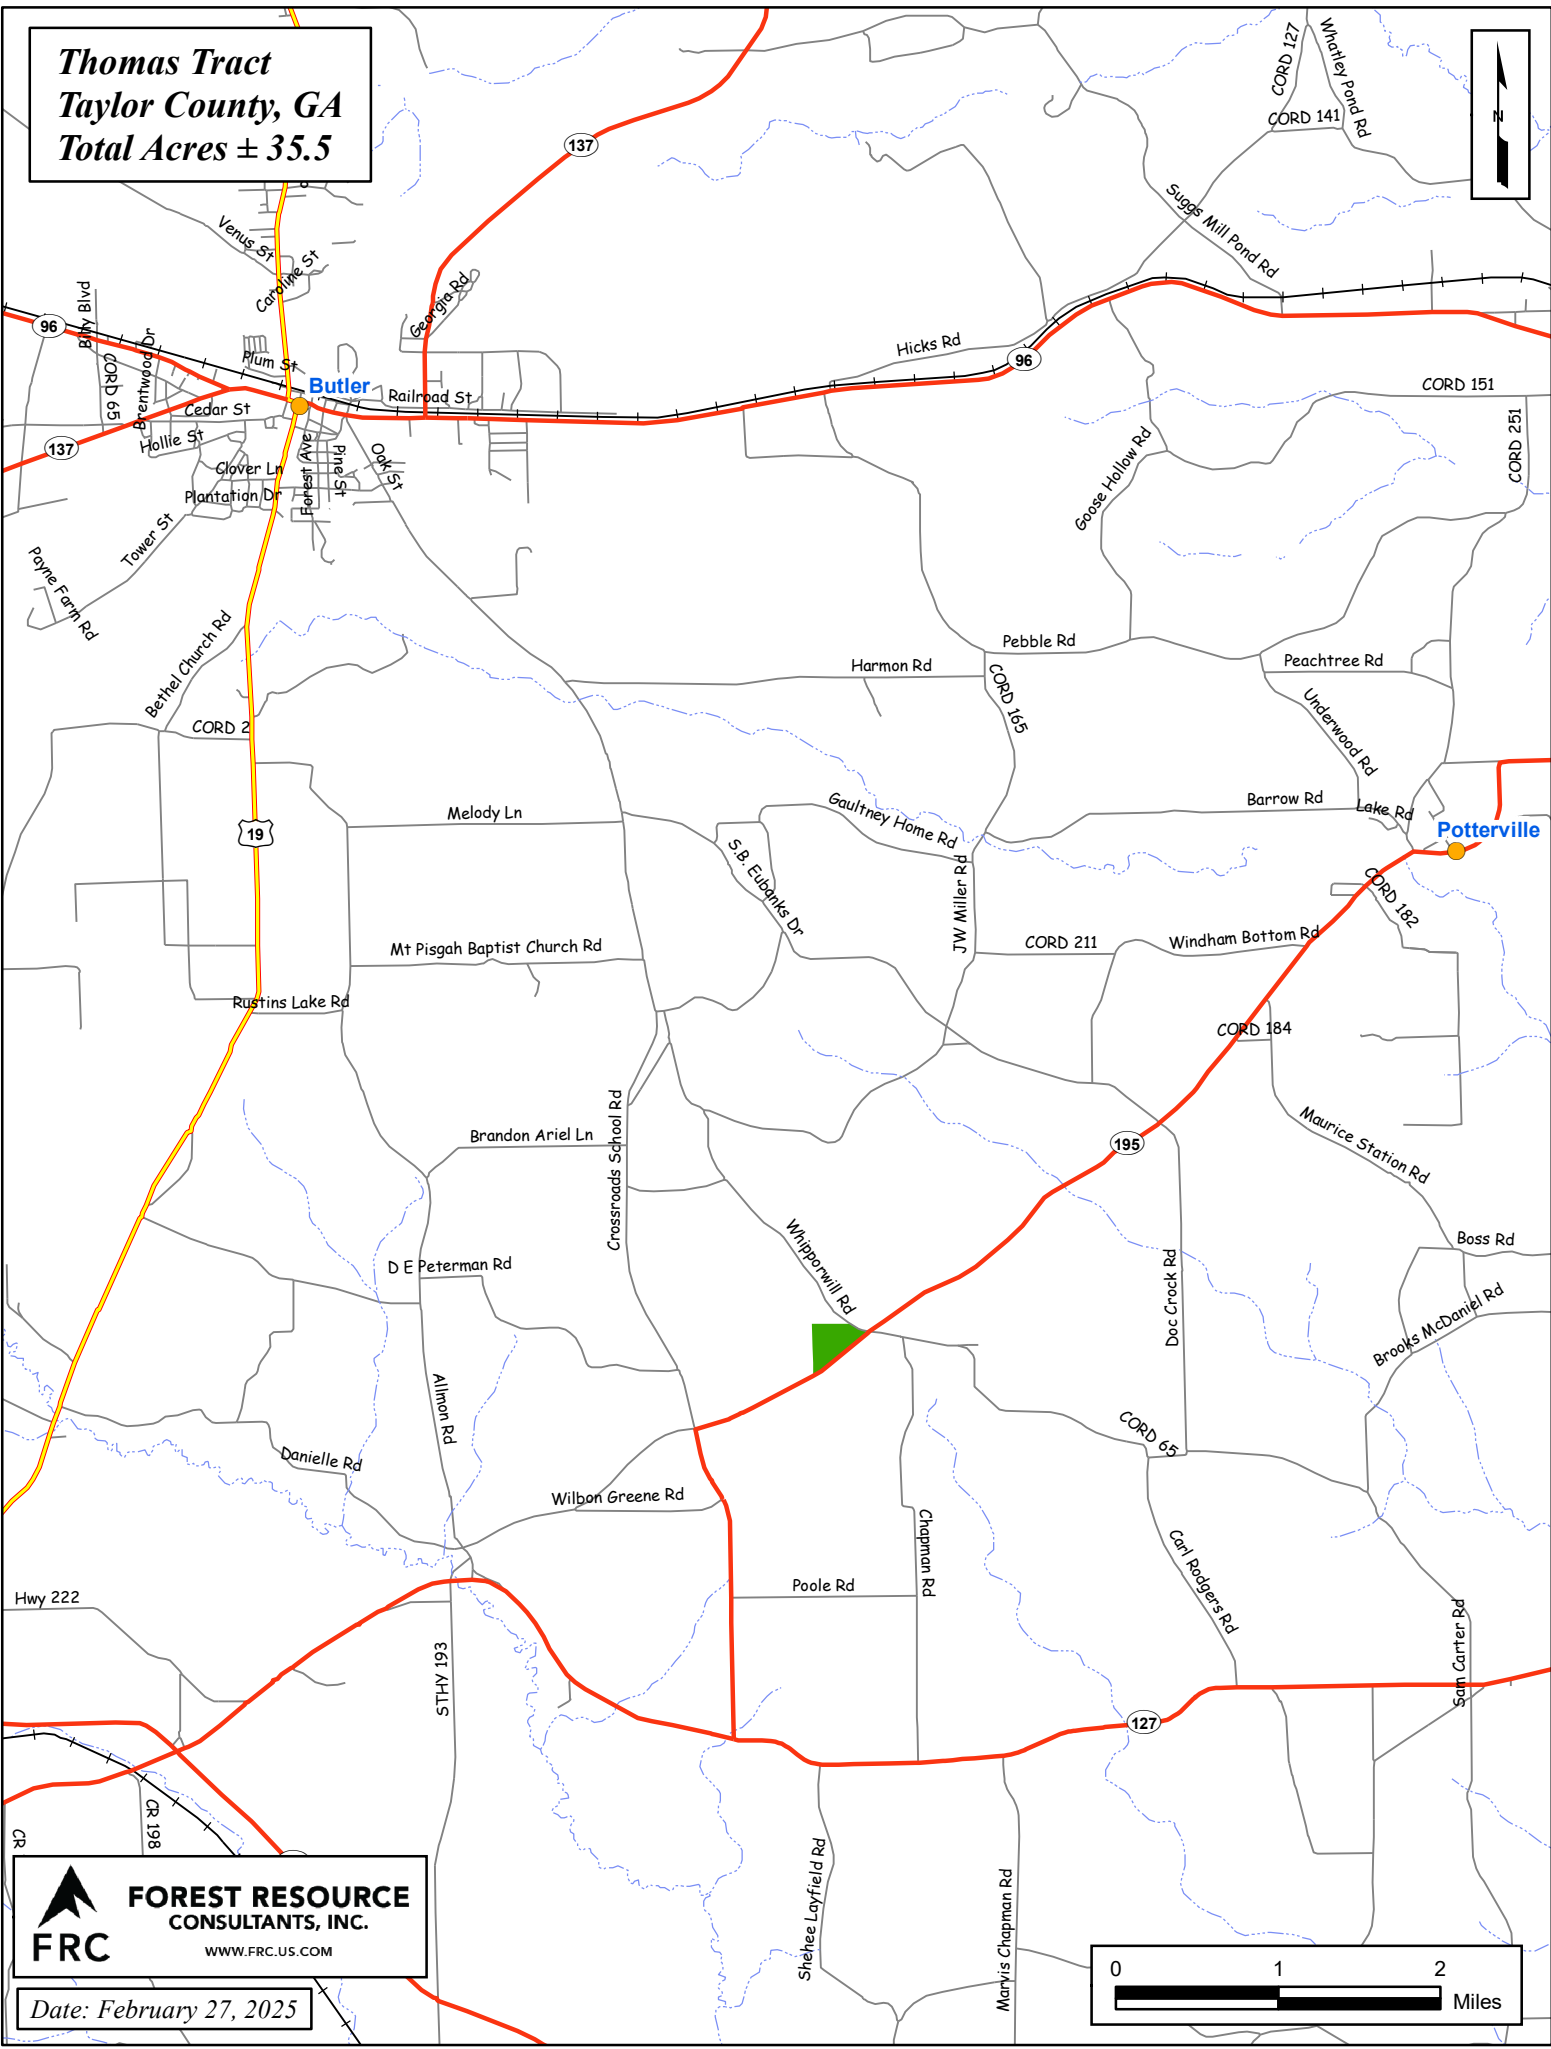 Thomas Tract
Taylor County, GA
Total Acres ± 35.5
N
137
CORD 127
Whatley Pond Rd
CORD 141
Suggs Mill Pond Rd
Venus St
Caroline St
Georgia Rd
96
Billy Blvd
CORD 65
Brentwood Dr
Plum St
Butler
Railroad St
Hicks Rd
96
CORD 151
CORD 251
Cedar St
137
Hollie St
Clover Ln
Plantation Dr
Forest Ave
Pine St
Oak St
Goose Hollow Rd
Tower St
Payne Farm Rd
Bethel Church Rd
CORD 2
Harmon Rd
Pebble Rd
CORD 165
Peachtree Rd
Underwood Rd
19
Melody Ln
Gaultney Home Rd
Barrow Rd
Lake Rd
Potterville
S.B. Eubanks Dr
JW Miller Rd
CORD 182
Mt Pisgah Baptist Church Rd
CORD 211
Windham Bottom Rd
Rustins Lake Rd
CORD 184
Crossroads School Rd
Brandon Ariel Ln
195
Maurice Station Rd
Whipporwill Rd
D E Peterman Rd
Doc Crock Rd
Boss Rd
Brooks McDaniel Rd
Allmon Rd
CORD 65
Danielle Rd
Wilbon Greene Rd
Chapman Rd
Carl Rodgers Rd
Hwy 222
Poole Rd
Sam Carter Rd
STHY 193
127
CR 198
CR
Shehee Layfield Rd
Marvis Chapman Rd
FRC
FOREST RESOURCE
CONSULTANTS, INC.
WWW.FRC.US.COM
Date: February 27, 2025
0 1 2
Miles